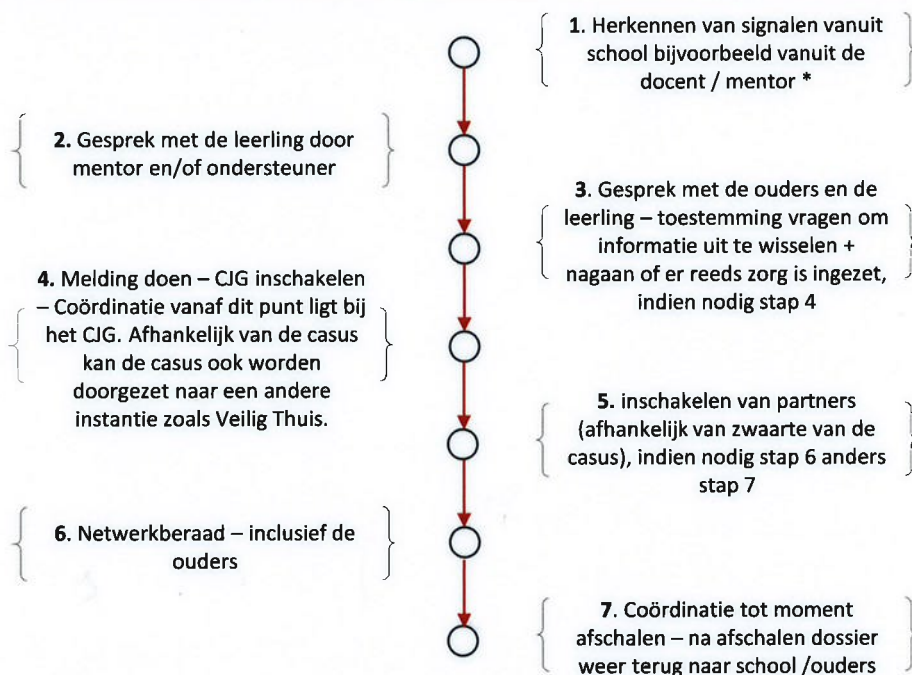 1. Herkennen van signalen vanuit
school bijvoorbeeld vanuit de
docent / mentor *
2. Gesprek met de leerling door
mentor en/of ondersteuner
3. Gesprek met de ouders en de
leerling – toestemming vragen om
informatie uit te wisselen +
nagaan of er reeds zorg is ingezet,
indien nodig stap 4
4. Melding doen – CJG inschakelen
– Coördinatie vanaf dit punt ligt bij
het CJG. Afhankelijk van de casus
kan de casus ook worden
doorgezet naar een andere
instantie zoals Veilig Thuis.
5. inschakelen van partners
(afhankelijk van zwaarte van de
casus), indien nodig stap 6 anders
stap 7
6. Netwerkberaad – inclusief de
ouders
7. Coördinatie tot moment
afschalen – na afschalen dossier
weer terug naar school /ouders